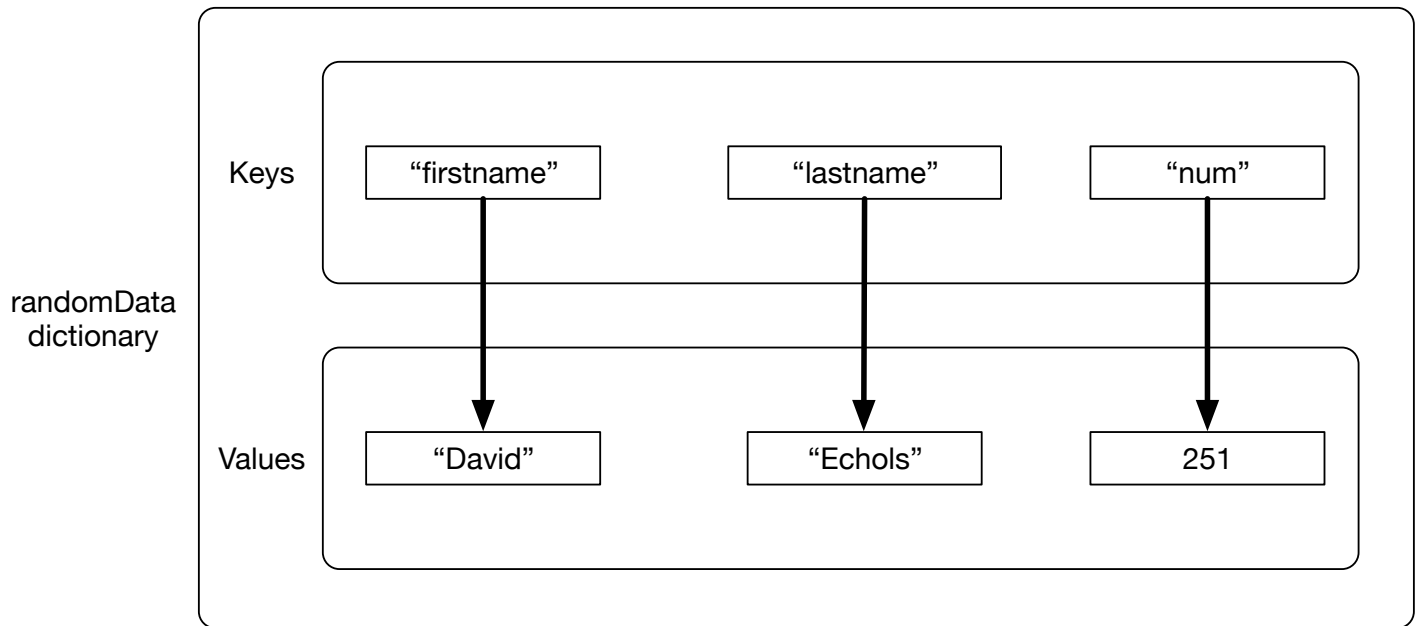 Keys
“firstname”
“lastname”
“num”
randomData
dictionary
Values
“David”
“Echols”
251